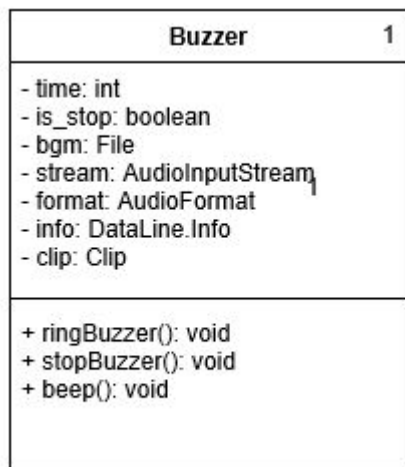 Buzzer 1
- time: int
- is_stop: boolean
- bgm: File
- stream: AudioInputStream
1
- format: AudioFormat
- info: DataLine.Info
- clip: Clip
+ ringBuzzer(): void
+ stopBuzzer(): void
+ beep(): void